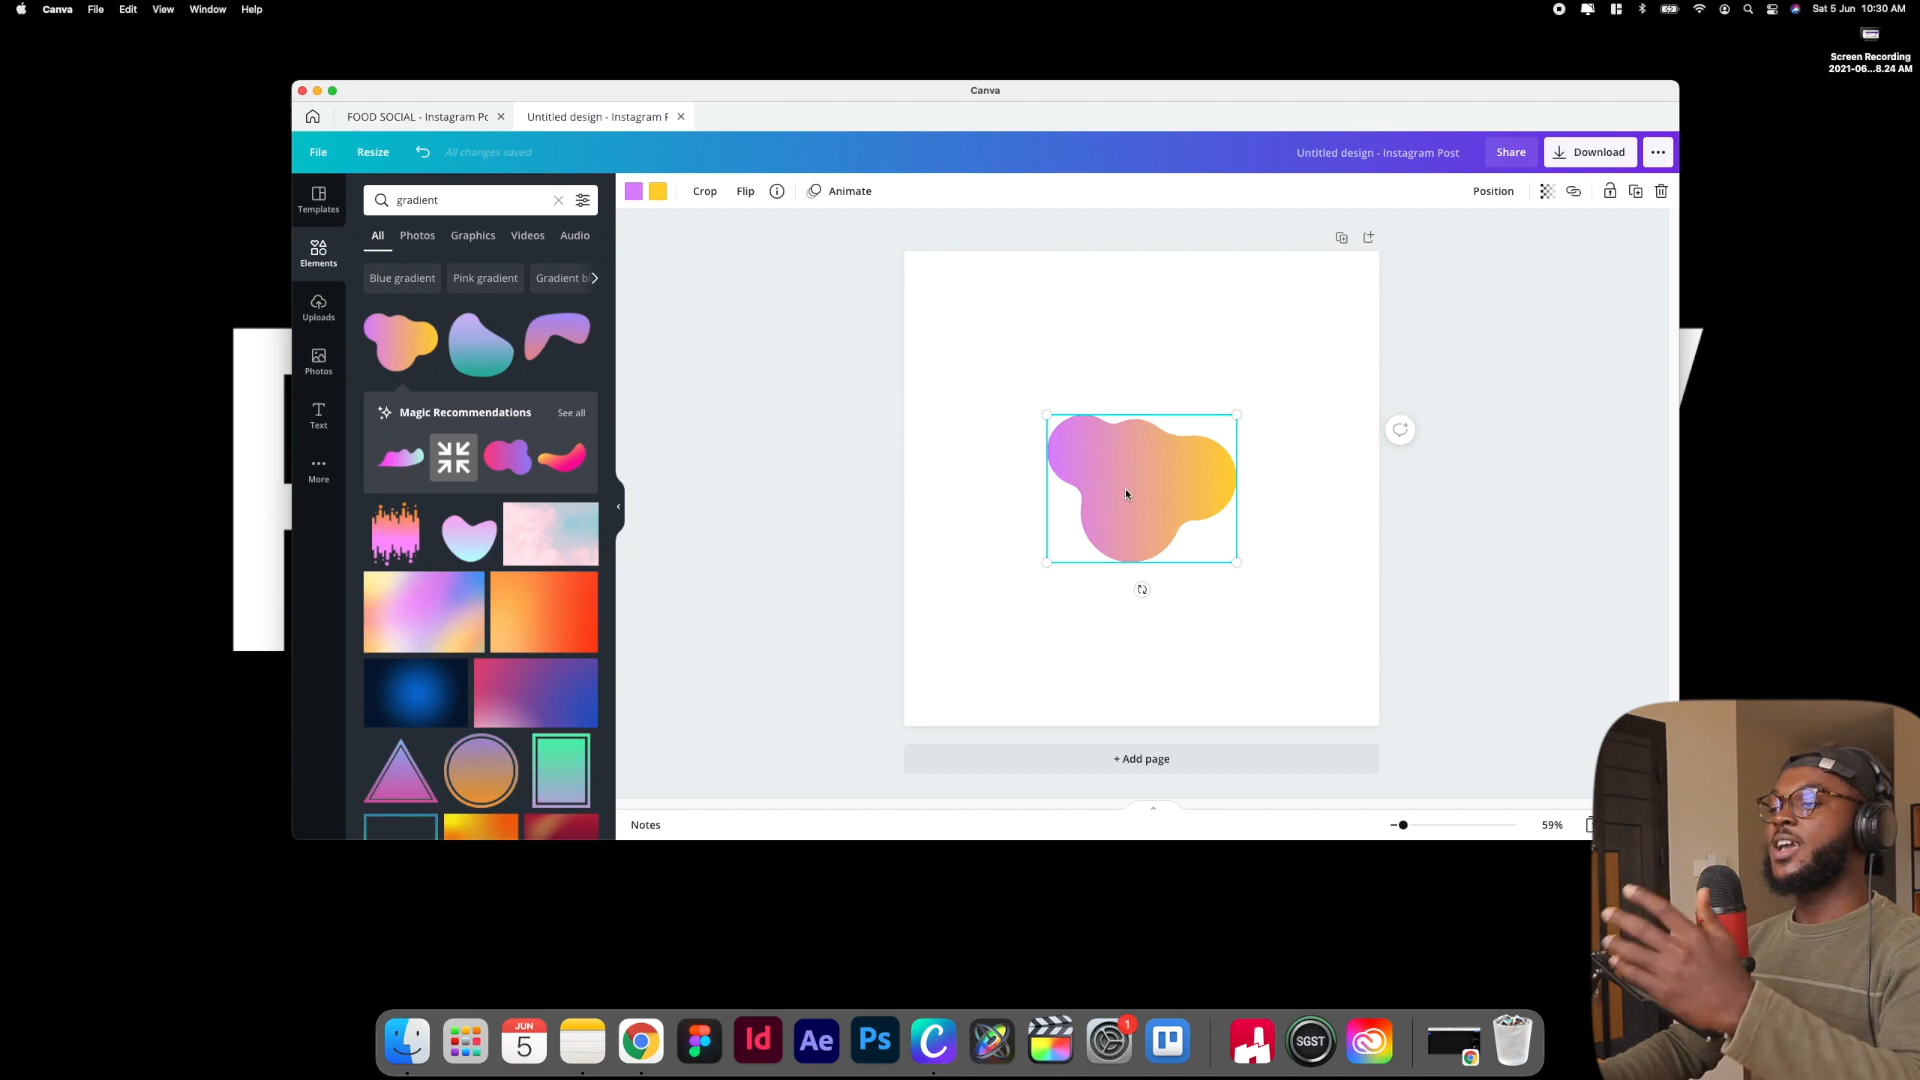 Canva File Edit View Window Help
Sat 5 Jun 10:30 AM
Screen Recording
2021-06...8.24 AM
Canva
FOOD SOCIAL - Instagram Po
Untitled design - Instagram F
File Resize All changes saved
Untitled design - Instagram Post Share Download
Templates
Elements
Uploads
Photos
Text
More
gradient
All Photos Graphics Videos Audio
Blue gradient Pink gradient Gradient bl
Magic Recommendations See all
Crop Flip Animate Position
+ Add page
Notes
59%
JUN
5
Id
Ae
Ps
1
SGST